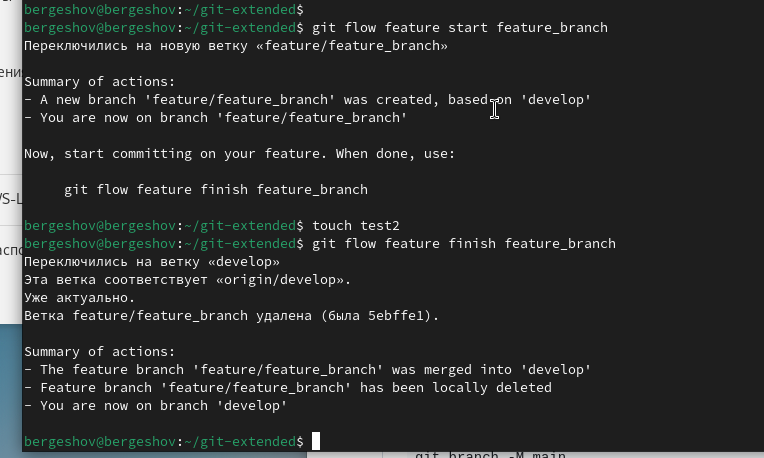 bergeshov@bergeshov:~/git-extended$
bergeshov@bergeshov:~/git-extended$ git flow feature start feature_branch
Переключились на новую ветку «feature/feature_branch»
Summary of actions:
- A new branch 'feature/feature_branch' was created, based on 'develop'
- You are now on branch 'feature/feature_branch'
Now, start committing on your feature. When done, use:
git flow feature finish feature_branch
bergeshov@bergeshov:~/git-extended$ touch test2
bergeshov@bergeshov:~/git-extended$ git flow feature finish feature_branch
Переключились на ветку «develop»
Эта ветка соответствует «origin/develop».
Уже актуально.
Ветка feature/feature_branch удалена (была 5ebffe1).
Summary of actions:
- The feature branch 'feature/feature_branch' was merged into 'develop'
- Feature branch 'feature/feature_branch' has been locally deleted
- You are now on branch 'develop'
bergeshov@bergeshov:~/git-extended$
git branch -M main